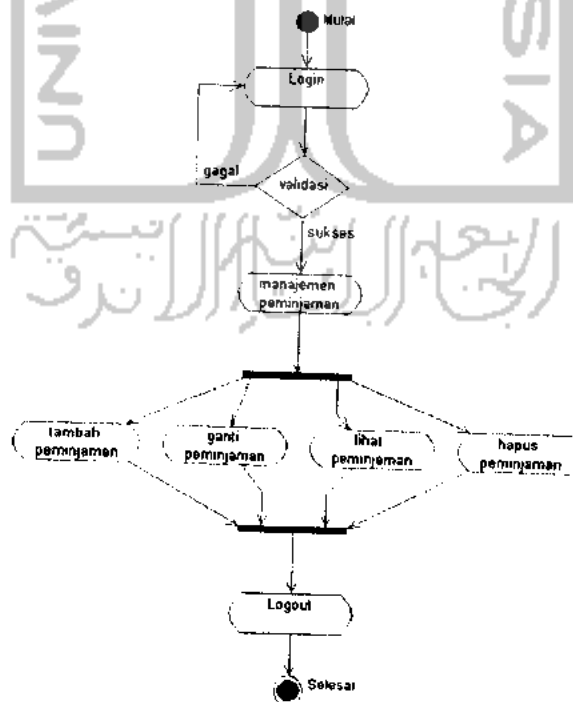 Mulai
Login
gagal
validasi
sukses
manajemen
peminjaman
tambah
peminjaman
ganti
peminjaman
lihat
peminjaman
hapus
peminjaman
Logout
Selesai